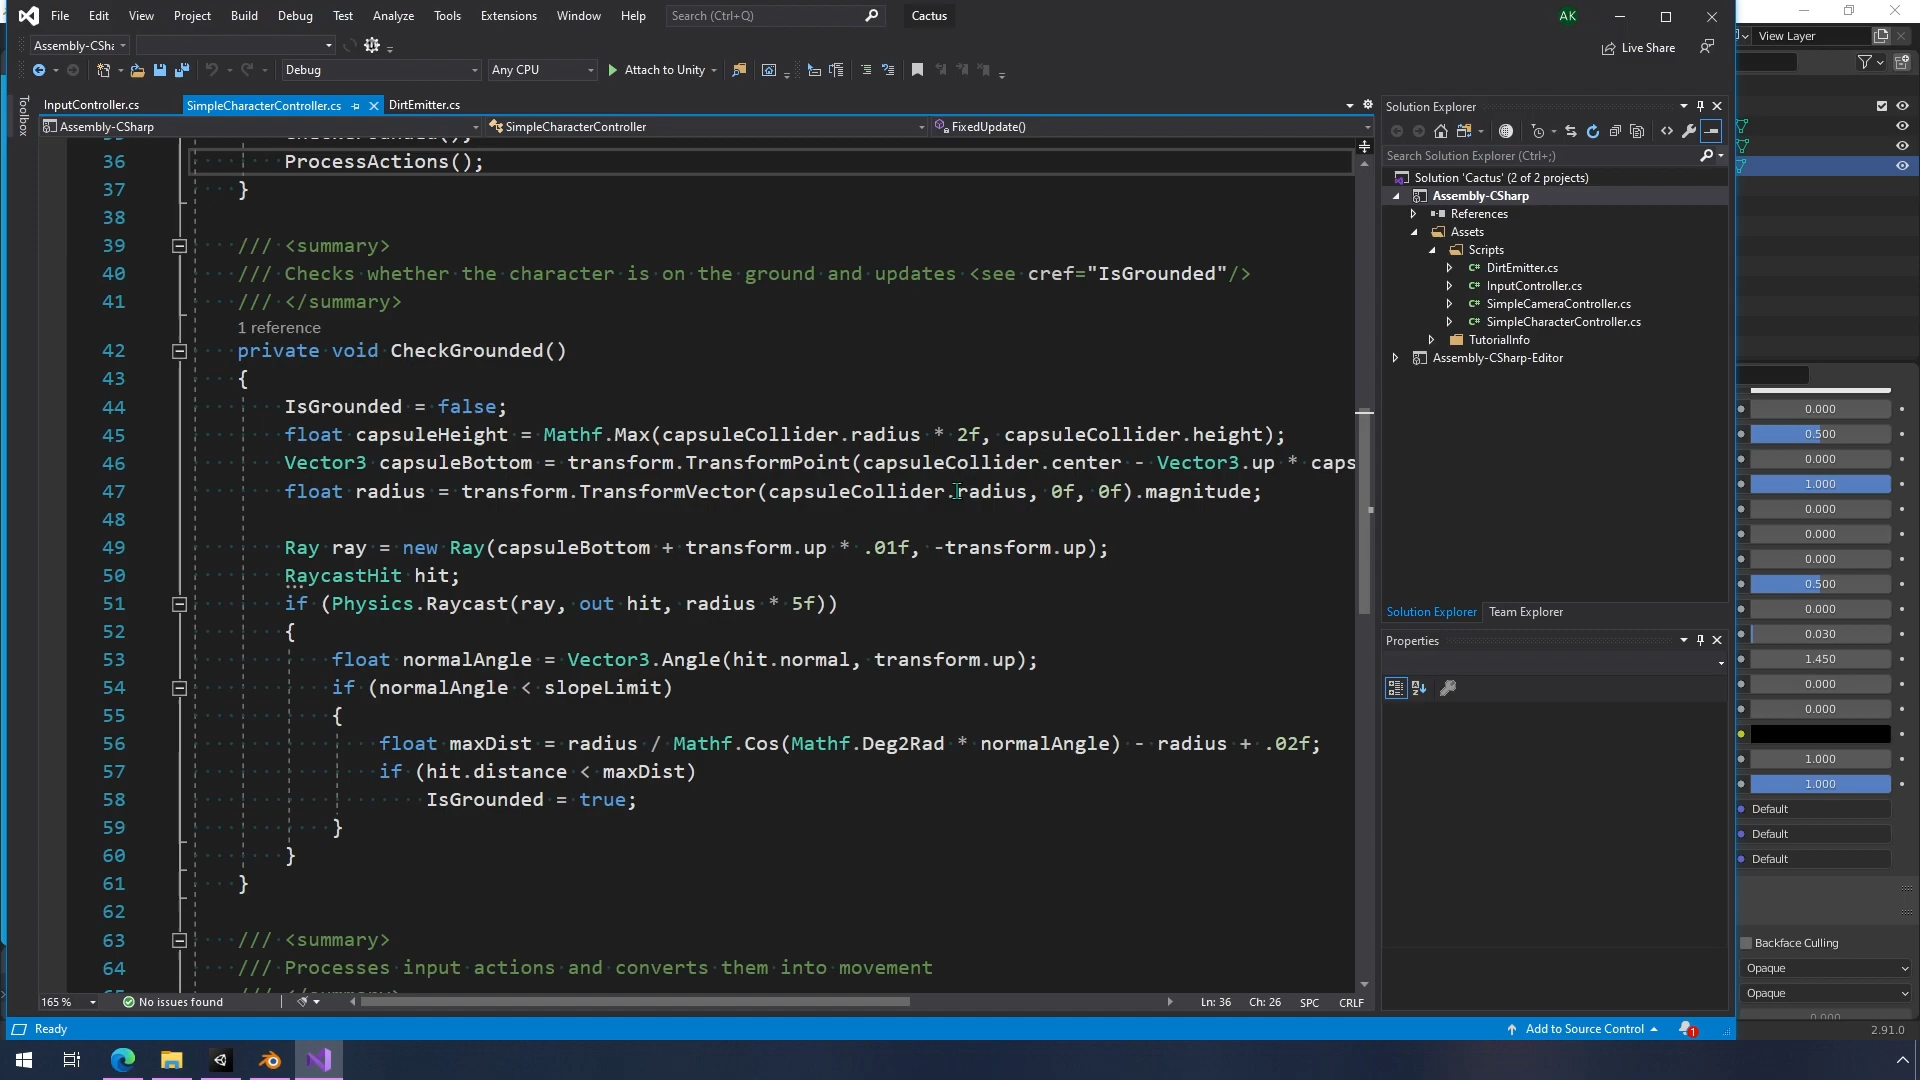 File Edit View Project Build Debug Test Analyze Tools Extensions Window Help Search (Ctrl+Q) Cactus AK
View Layer
Assembly-CSha
Live Share
Debug Any CPU Attach to Unity
Toolbox
InputController.cs SimpleCharacterController.cs DirtEmitter.cs
Assembly-CSharp SimpleCharacterController FixedUpdate()
36 ProcessActions();
37 }
38
39 /// <summary>
40 /// Checks whether the character is on the ground and updates <see cref="IsGrounded"/>
41 /// </summary>
1 reference
42 private void CheckGrounded()
43 {
44 IsGrounded = false;
45 float capsuleHeight = Mathf.Max(capsuleCollider.radius * 2f, capsuleCollider.height);
46 Vector3 capsuleBottom = transform.TransformPoint(capsuleCollider.center - Vector3.up * caps
47 float radius = transform.TransformVector(capsuleCollider.radius, 0f, 0f).magnitude;
48
49 Ray ray = new Ray(capsuleBottom + transform.up * .01f, -transform.up);
50 RaycastHit hit;
51 if (Physics.Raycast(ray, out hit, radius * 5f))
52 {
53 float normalAngle = Vector3.Angle(hit.normal, transform.up);
54 if (normalAngle < slopeLimit)
55 {
56 float maxDist = radius / Mathf.Cos(Mathf.Deg2Rad * normalAngle) - radius + .02f;
57 if (hit.distance < maxDist)
58 IsGrounded = true;
59 }
60 }
61 }
62
63 /// <summary>
64 /// Processes input actions and converts them into movement
165 % No issues found Ln: 36 Ch: 26 SPC CRLF
Solution Explorer
Search Solution Explorer (Ctrl+;)
Solution 'Cactus' (2 of 2 projects)
Assembly-CSharp
References
Assets
Scripts
DirtEmitter.cs
InputController.cs
SimpleCameraController.cs
SimpleCharacterController.cs
TutorialInfo
Assembly-CSharp-Editor
Solution Explorer Team Explorer
Properties
0.000
0.500
0.000
1.000
0.000
0.000
0.000
0.500
0.000
0.030
1.450
0.000
0.000
1.000
1.000
Default
Default
Default
Backface Culling
Opaque
Opaque
Ready Add to Source Control 1
2.91.0